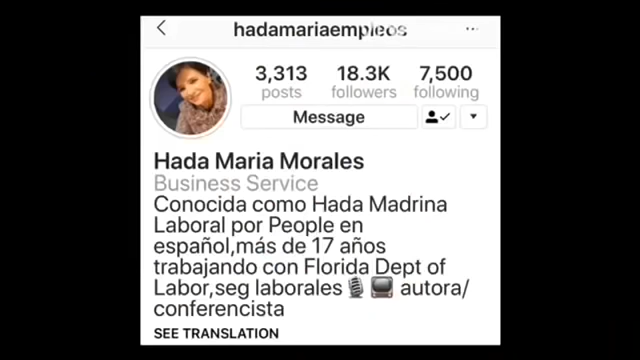 hadamariaempleos
3,313 18.3K 7,500
posts followers following
Message
Hada Maria Morales
Business Service
Conocida como Hada Madrina
Laboral por People en
español,más de 17 años
trabajando con Florida Dept of
Labor,seg laborales🎙📺 autora/
conferencista
SEE TRANSLATION